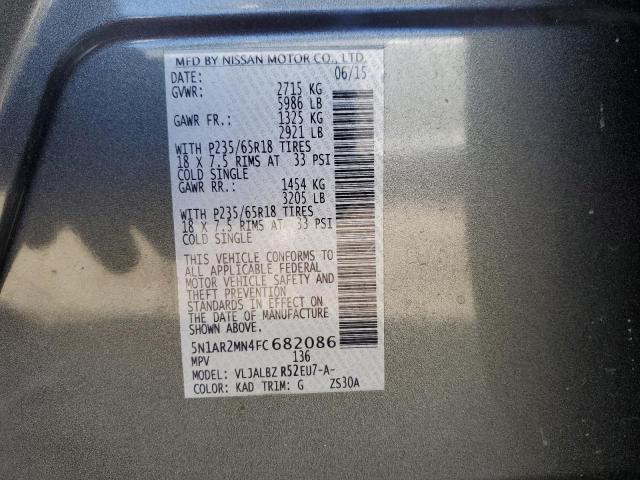 MFD BY NISSAN MOTOR CO., LTD.
DATE: 06/15
GVWR: 2715 KG
5986 LB
GAWR FR.: 1325 KG
2921 LB
WITH P235/65R18 TIRES
18 X 7.5 RIMS AT 33 PSI
COLD SINGLE
GAWR RR.: 1454 KG
3205 LB
WITH P235/65R18 TIRES
18 X 7.5 RIMS AT 33 PSI
COLD SINGLE
THIS VEHICLE CONFORMS TO
ALL APPLICABLE FEDERAL
MOTOR VEHICLE SAFETY AND
THEFT PREVENTION
STANDARDS IN EFFECT ON
THE DATE OF MANUFACTURE
SHOWN ABOVE.
5N1AR2MN4FC682086
MPV 136
MODEL: VLJALBZ R52EU7-A-
COLOR: KAD TRIM: G ZS30A